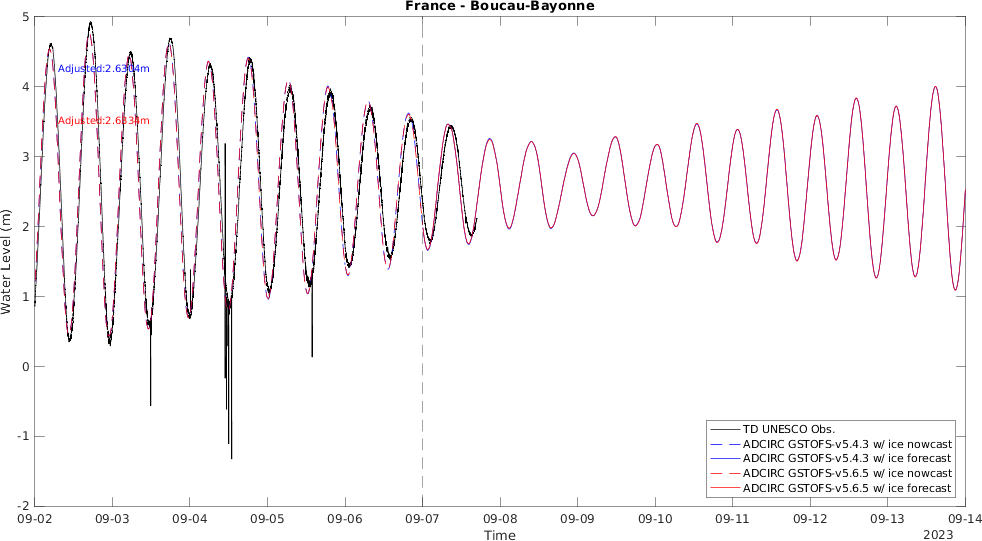 France - Boucau-Bayonne
5
4
3
2
1
0
-1
-2
Water Level (m)
Adjusted:2.6304m
Adjusted:2.6334m
TD UNESCO Obs.
ADCIRC GSTOFS-v5.4.3 w/ ice nowcast
ADCIRC GSTOFS-v5.4.3 w/ ice forecast
ADCIRC GSTOFS-v5.6.5 w/ ice nowcast
ADCIRC GSTOFS-v5.6.5 w/ ice forecast
09-02 09-03 09-04 09-05 09-06 09-07 09-08 09-09 09-10 09-11 09-12 09-13 09-14
Time
2023